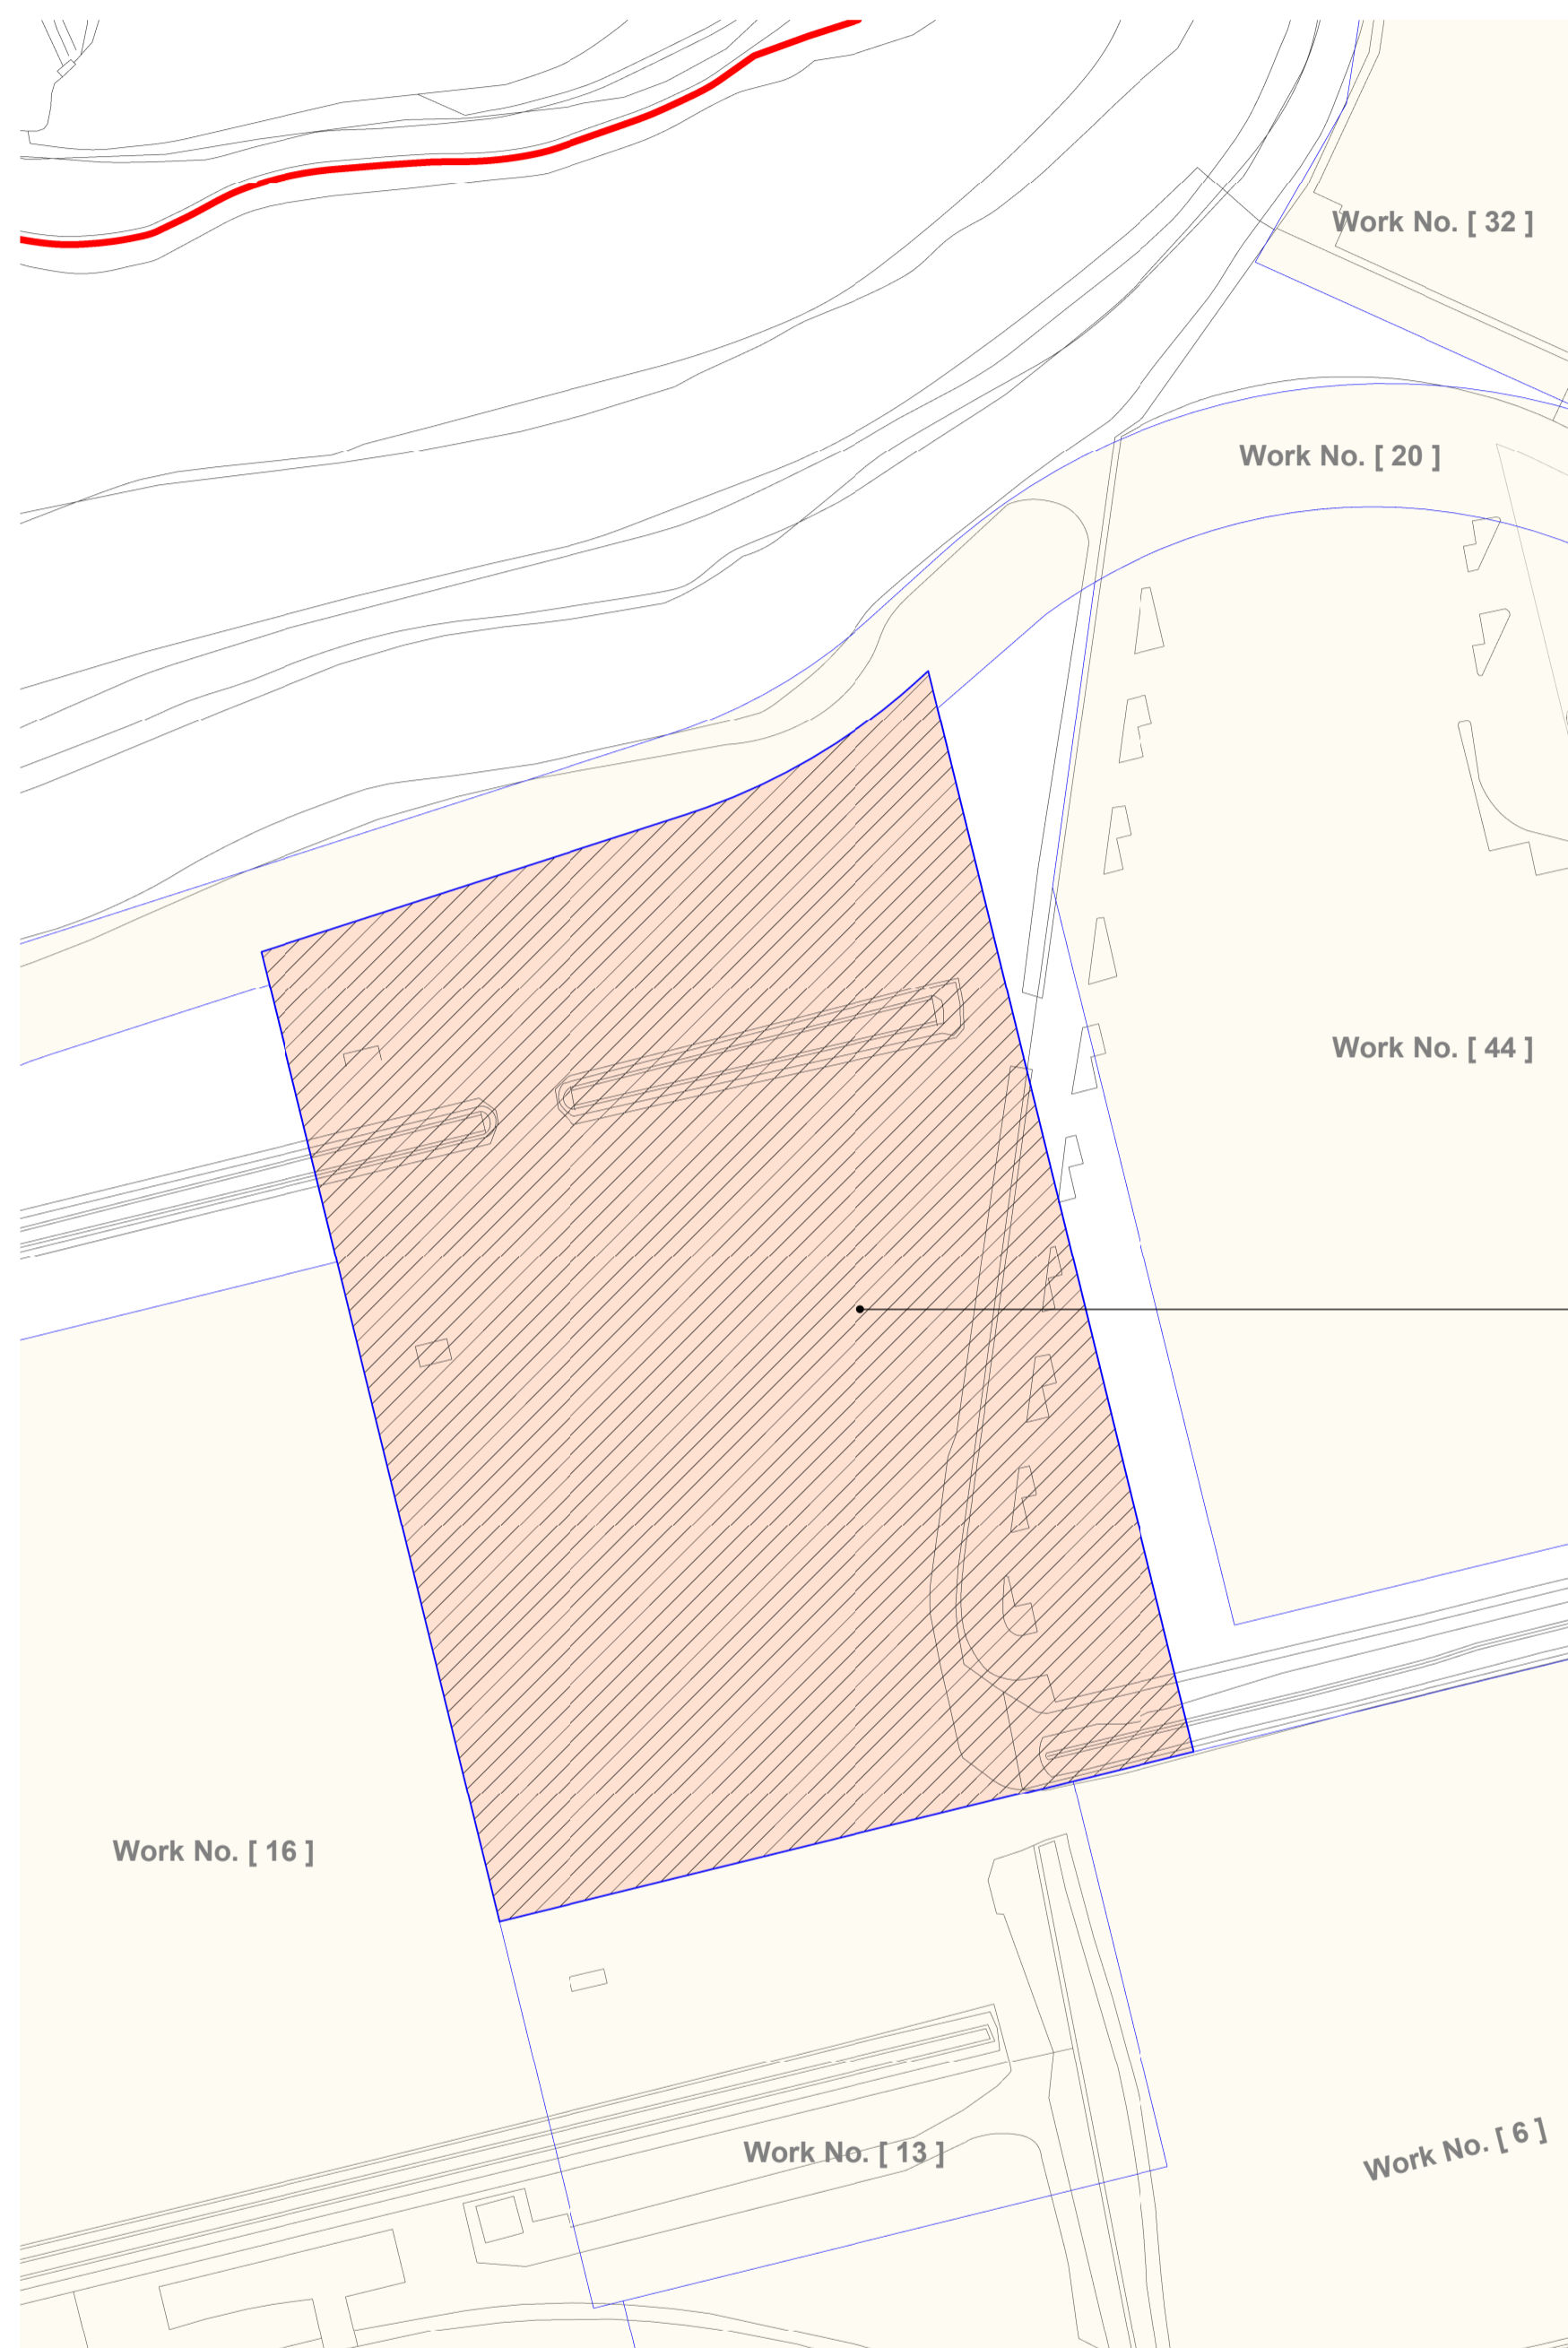 Work No. [ 32 ]
Work No. [ 20 ]
Work No. [ 44 ]
Work No. [ 16 ]
Work No. [ 13 ]
Work No. [ 6 ]